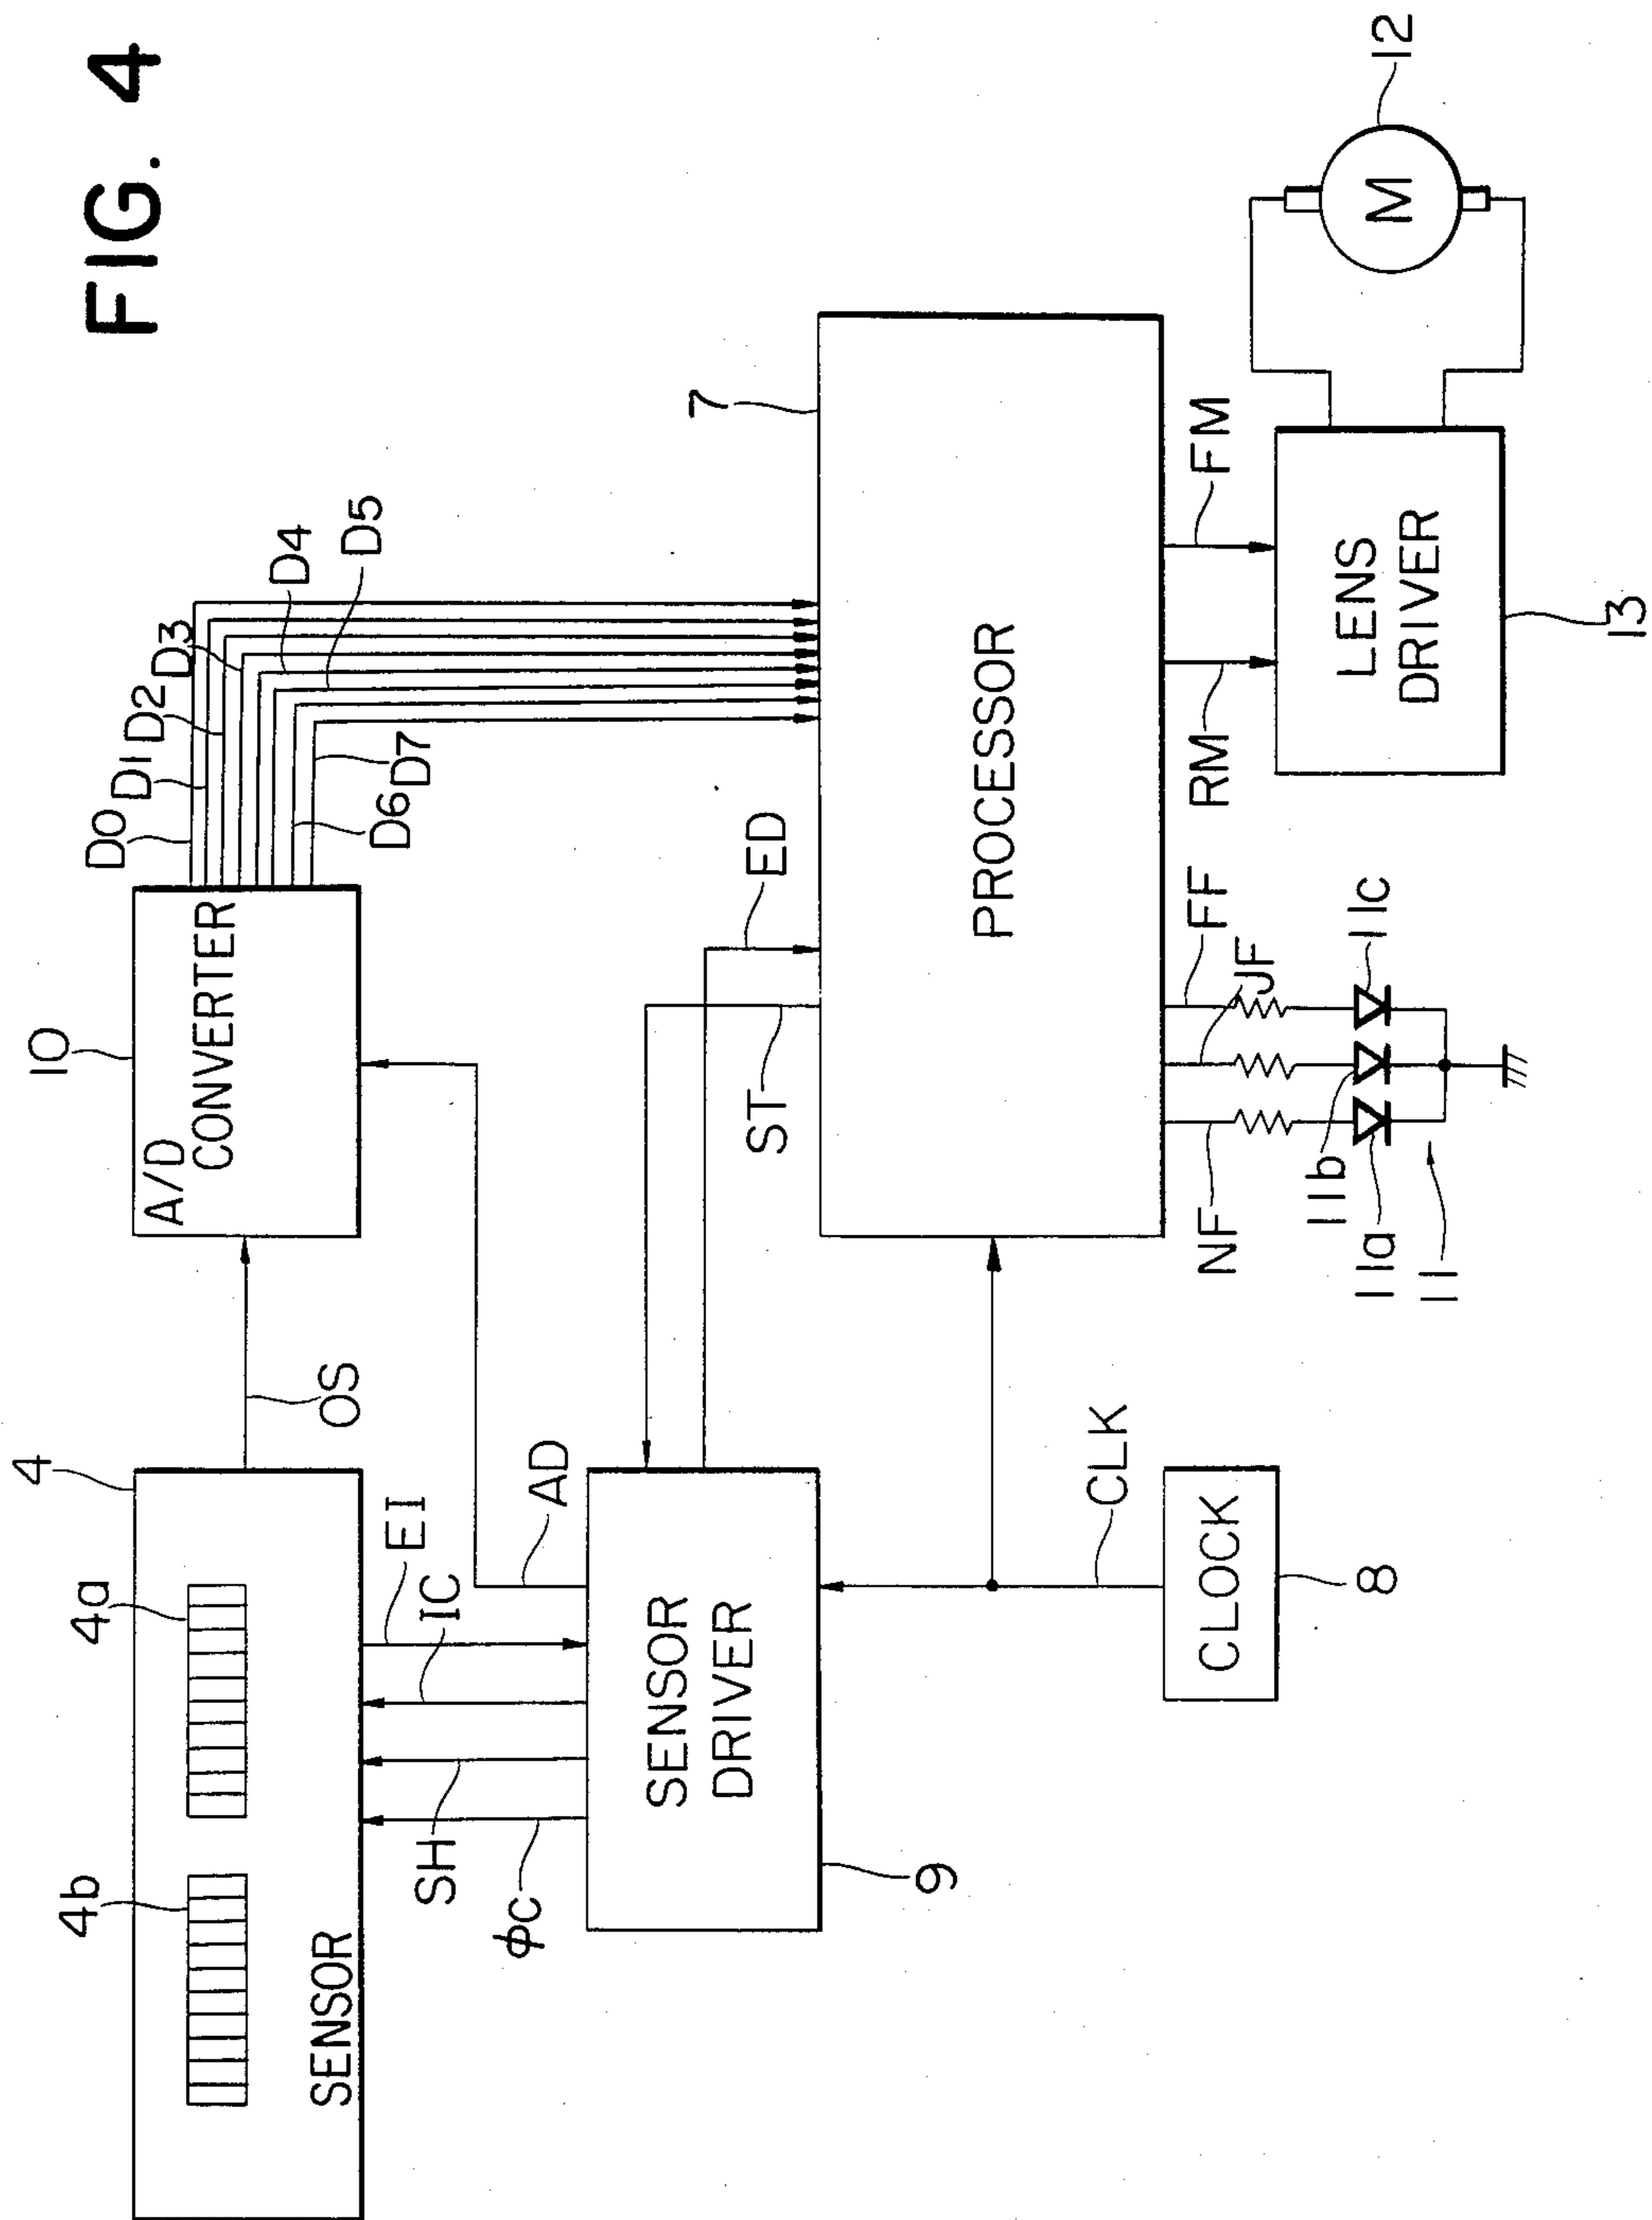 FIG. 4
4
4b
4a
SENSOR
OS
10
A/D
CONVERTER
D0
D1
D2
D3
D4
D5
D6
D7
EI
IC
SH
φC
AD
SENSOR
DRIVER
9
ST
ED
7
PROCESSOR
CLK
CLOCK
8
NF
JF
FF
11a
11b
11c
11
RM
FM
LENS
DRIVER
13
M
12